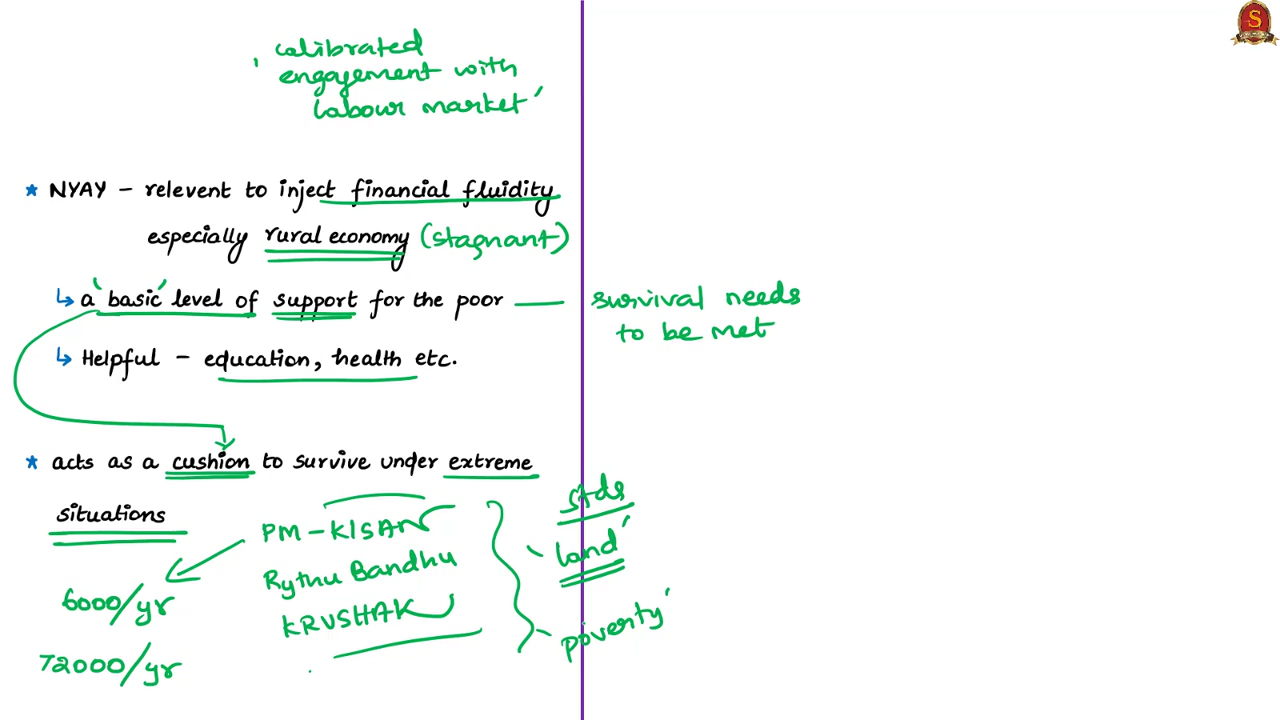 ' calibrated
engagement with
labour market '
* NYAY – relevent to inject financial fluidity
especially rural economy (stagnant)
↳ a 'basic' level of support for the poor — survival needs
to be met
↳ Helpful – education, health etc.
* acts as a cushion to survive under extreme
situations
stds
PM – KISAN
'land'
Rythu Bandhu
6000/yr
KRUSHAK
'poverty'
72000/yr
S